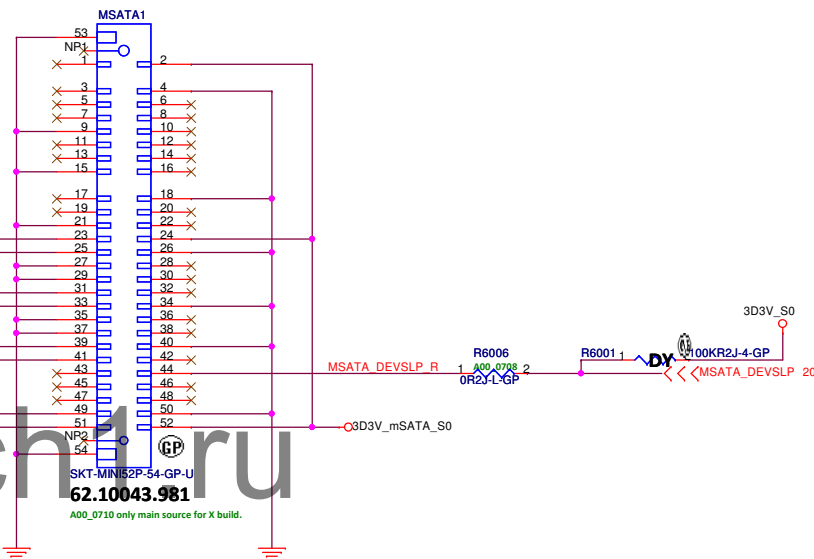 MSATA1
53
NP1
1 2
3 4
5 6
7 8
9 10
11 12
13 14
15 16
17 18
19 20
21 22
23 24
25 26
27 28
29 30
31 32
33 34
35 36
37 38
39 40
41 42
43 44
45 46
47 48
49 50
51 52
NP2
54
GP
3D3V_mSATA_S0
SKT-MINI52P-54-GP-U
62.10043.981
A00_0710 only main source for X build.
MSATA_DEVSLP_R
R6006
1 A00_0708 2
0R2J-L-GP
R6001 1 DY 100KR2J-4-GP
3D3V_S0
MSATA_DEVSLP 20
ch1.ru